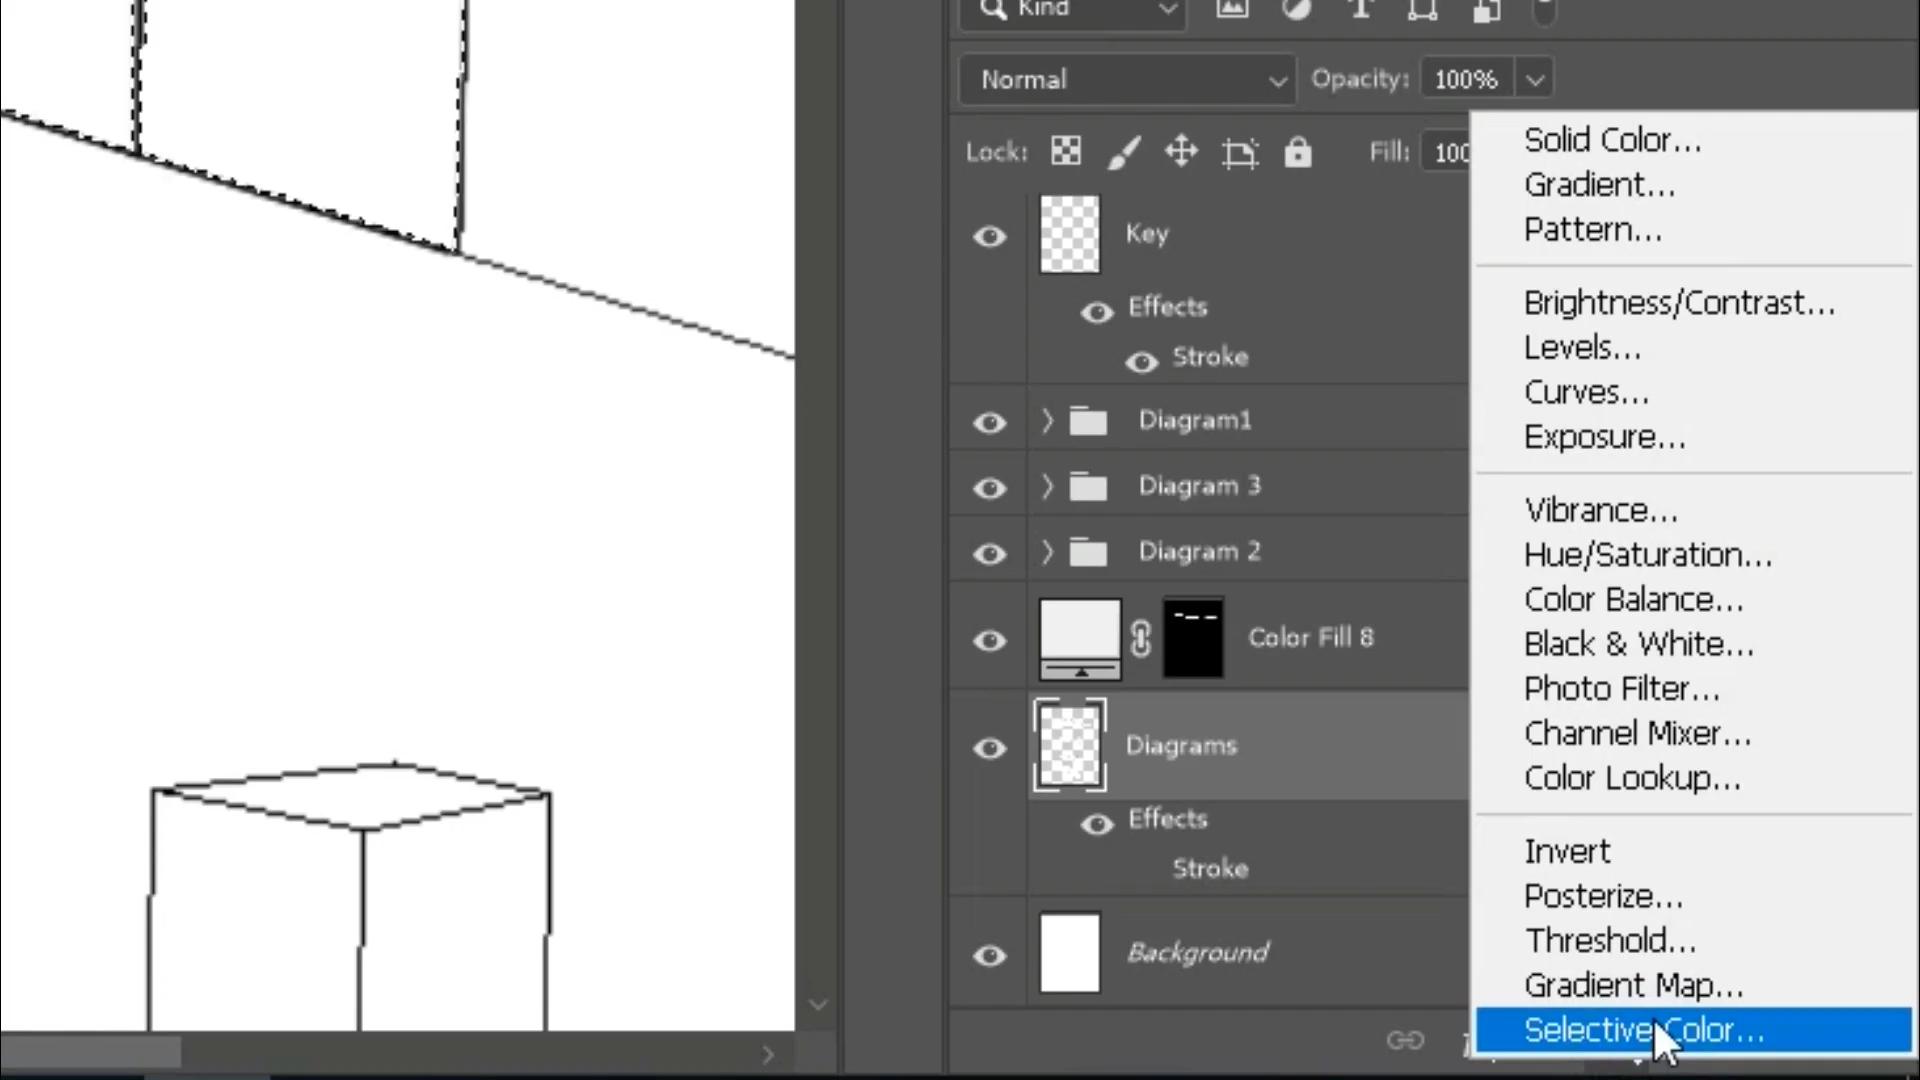 Kind
Normal
Opacity: 100%
Lock:
Fill: 100
Key
Effects
Stroke
Diagram1
Diagram 3
Diagram 2
Color Fill 8
Diagrams
Effects
Stroke
Background
Solid Color...
Gradient...
Pattern...
Brightness/Contrast...
Levels...
Curves...
Exposure...
Vibrance...
Hue/Saturation...
Color Balance...
Black & White...
Photo Filter...
Channel Mixer...
Color Lookup...
Invert
Posterize...
Threshold...
Gradient Map...
Selective Color...